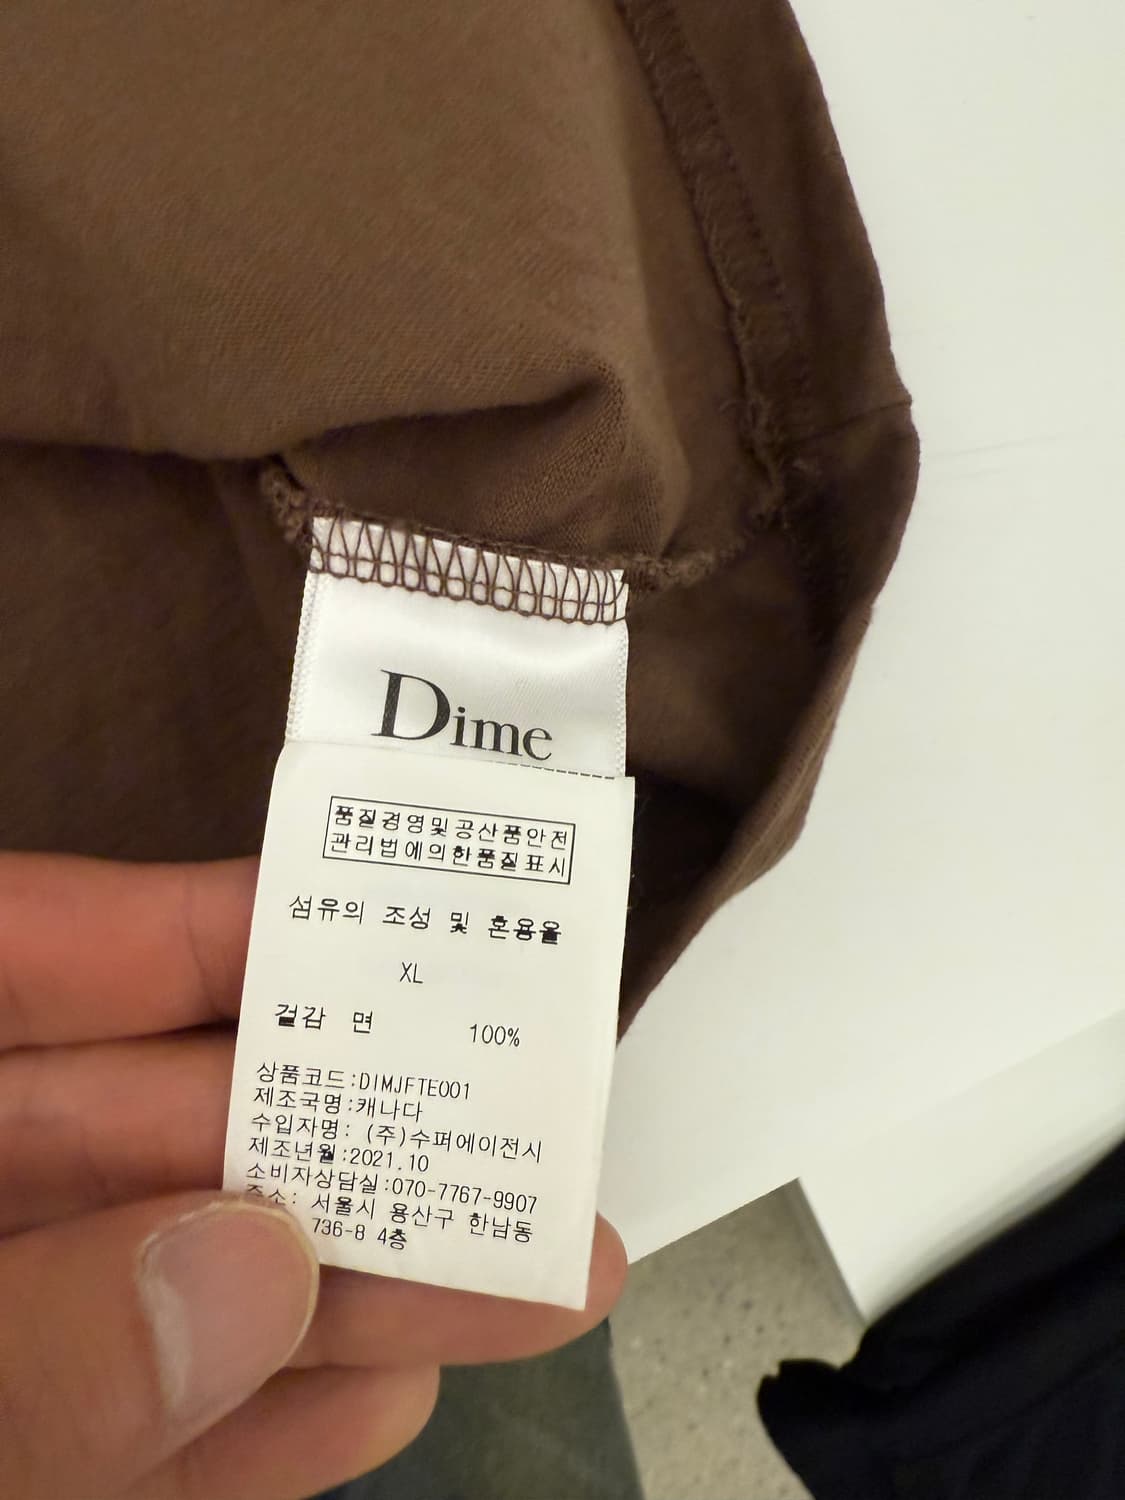 Dime
품질경영및공산품안전
관리법에의한품질표시
섬유의 조성 및 혼용율
XL
겉감 면 100%
상품코드:DIMJFTE001
제조국명:캐나다
수입자명: (주)수퍼에이전시
제조년월:2021.10
소비자상담실:070-7767-9907
주소: 서울시 용산구 한남동
736-8 4층